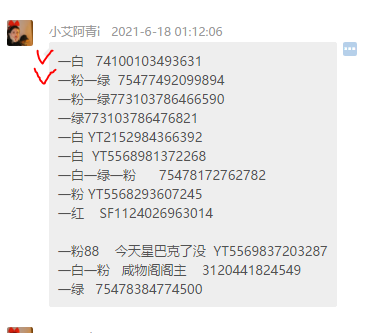 小艾阿青i 2021-6-18 01:12:06
一白 74100103493631
一粉一绿 75477492099894
一粉一绿773103786466590
一绿773103786476821
一白 YT2152984366392
一白 YT5568981372268
一白一绿一粉 75478172762782
一粉 YT5568293607245
一红 SF1124026963014
一粉88 今天星巴克了没 YT5569837203287
一白一粉 咸物阁阁主 3120441824549
一绿 75478384774500